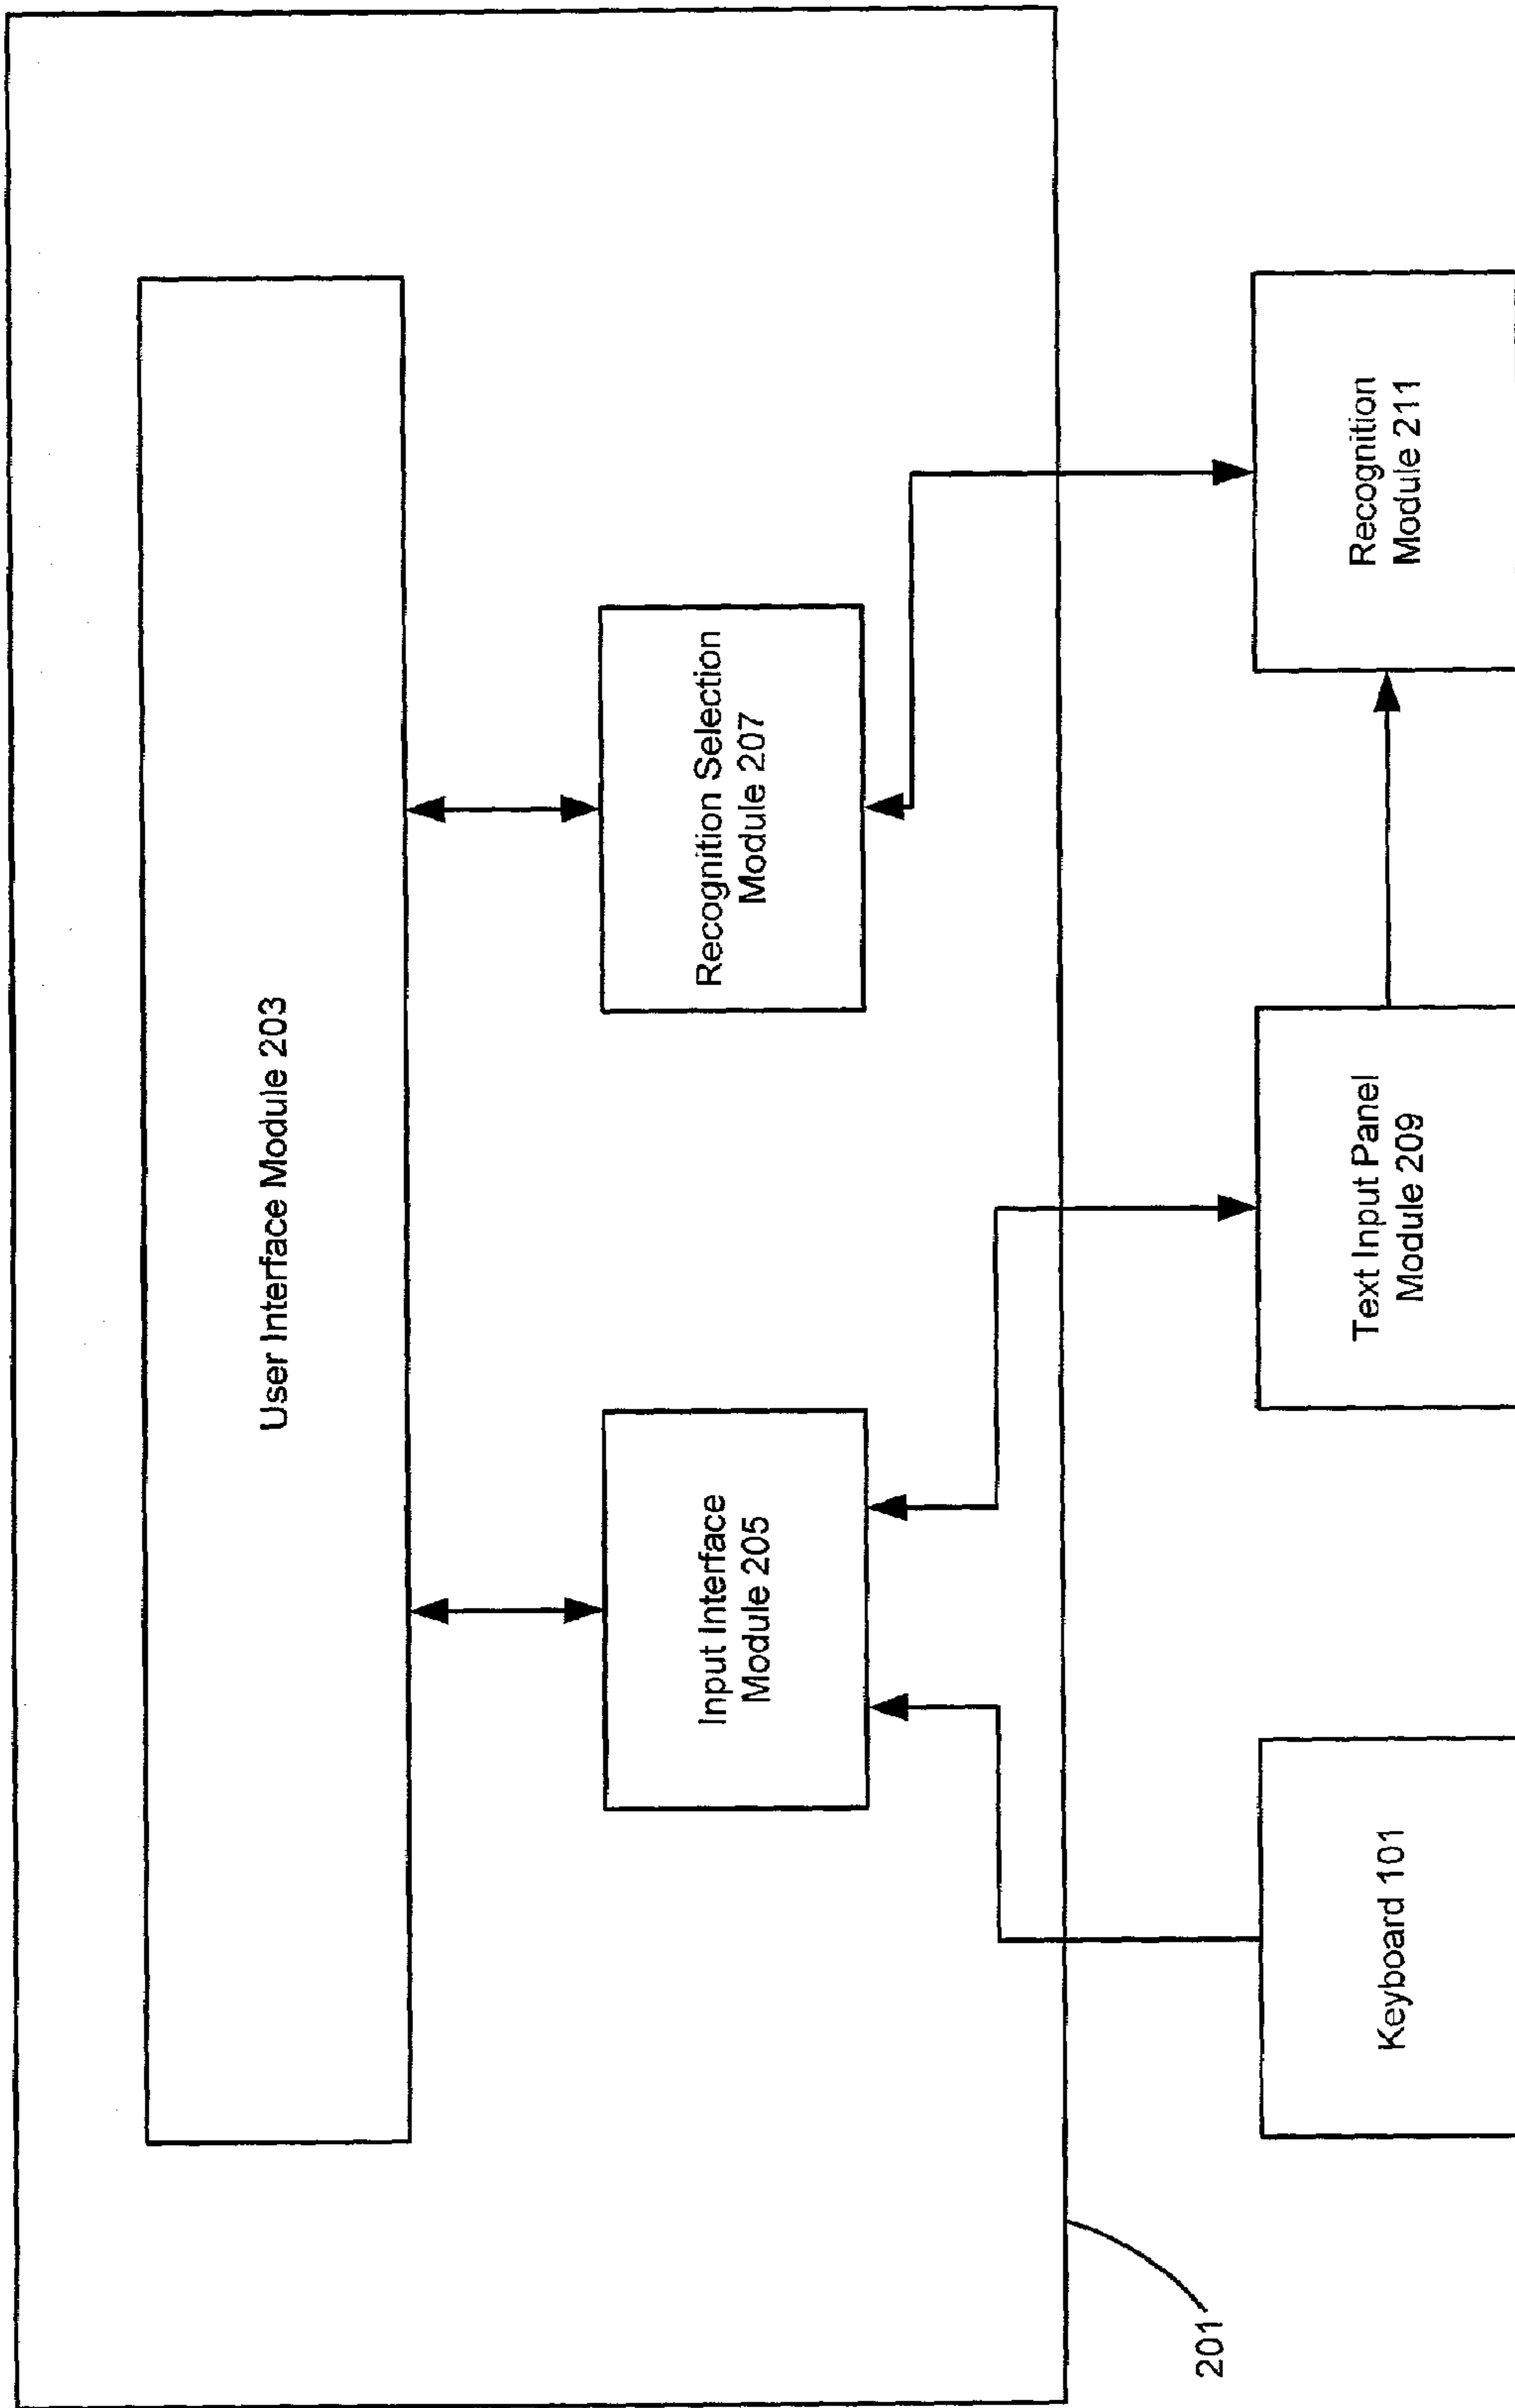 User Interface Module 203
Input Interface
Module 205
Recognition Selection
Module 207
Keyboard 101
Text Input Panel
Module 209
Recognition
Module 211
201